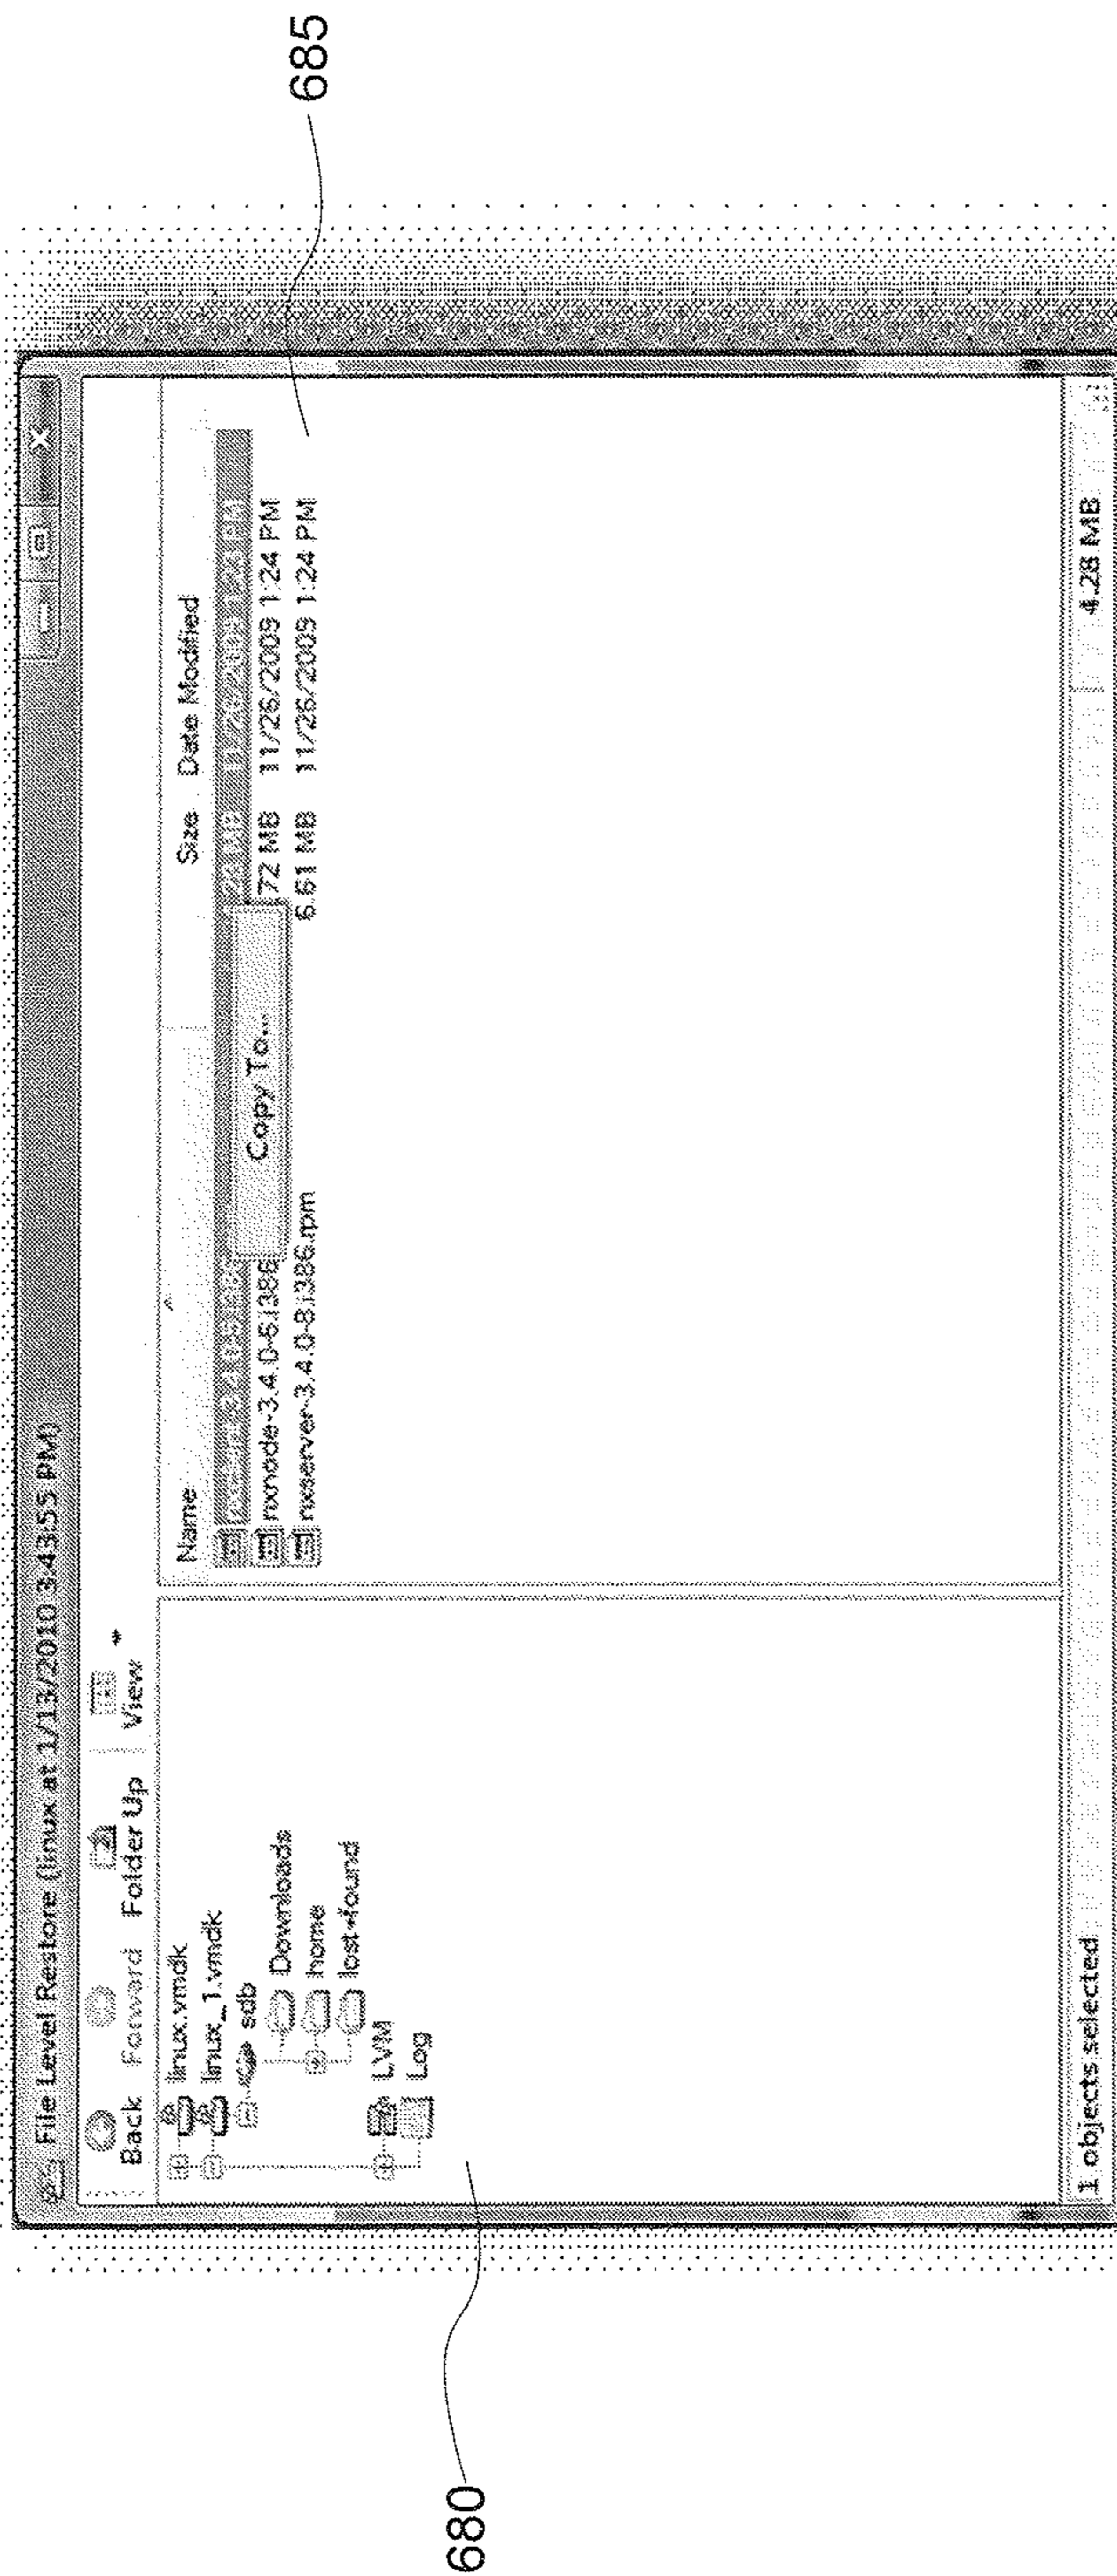 685
File Level Restore (linux at 1/13/2010 3:43:55 PM)
Back Forward Folder Up View
linux.vmdk
linux_1.vmdk
sdb
Downloads
home
lost+found
LVM
Log
Name Size Date Modified
Copy To...
nxnode-3.4.0-6.i386 72 MB 11/26/2009 1:24 PM
nxserver-3.4.0-8.i386.rpm 6.61 MB 11/26/2009 1:24 PM
1 objects selected 4.28 MB
680